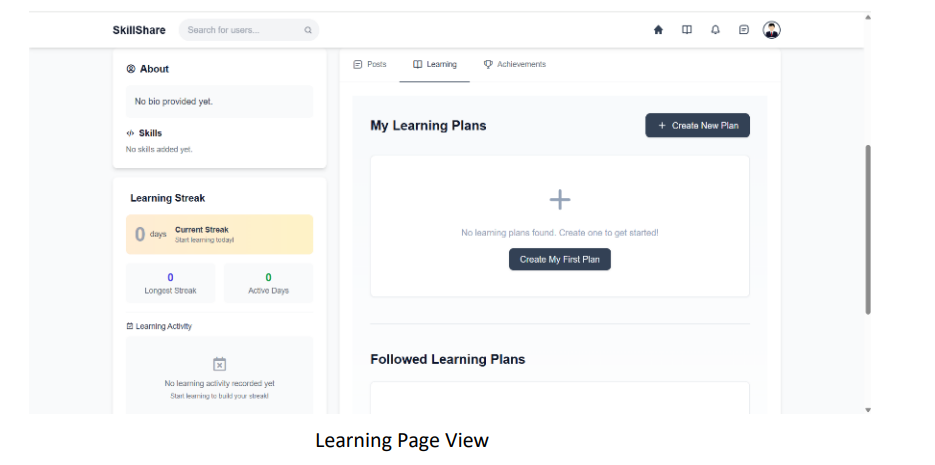 SkillShare
Search for users...
About
No bio provided yet.
Skills
No skills added yet.
Learning Streak
0 days
Current Streak
Start learning today!
0
Longest Streak
0
Active Days
Learning Activity
No learning activity recorded yet
Start learning to build your streak!
Posts
Learning
Achievements
My Learning Plans
+ Create New Plan
No learning plans found. Create one to get started!
Create My First Plan
Followed Learning Plans
Learning Page View